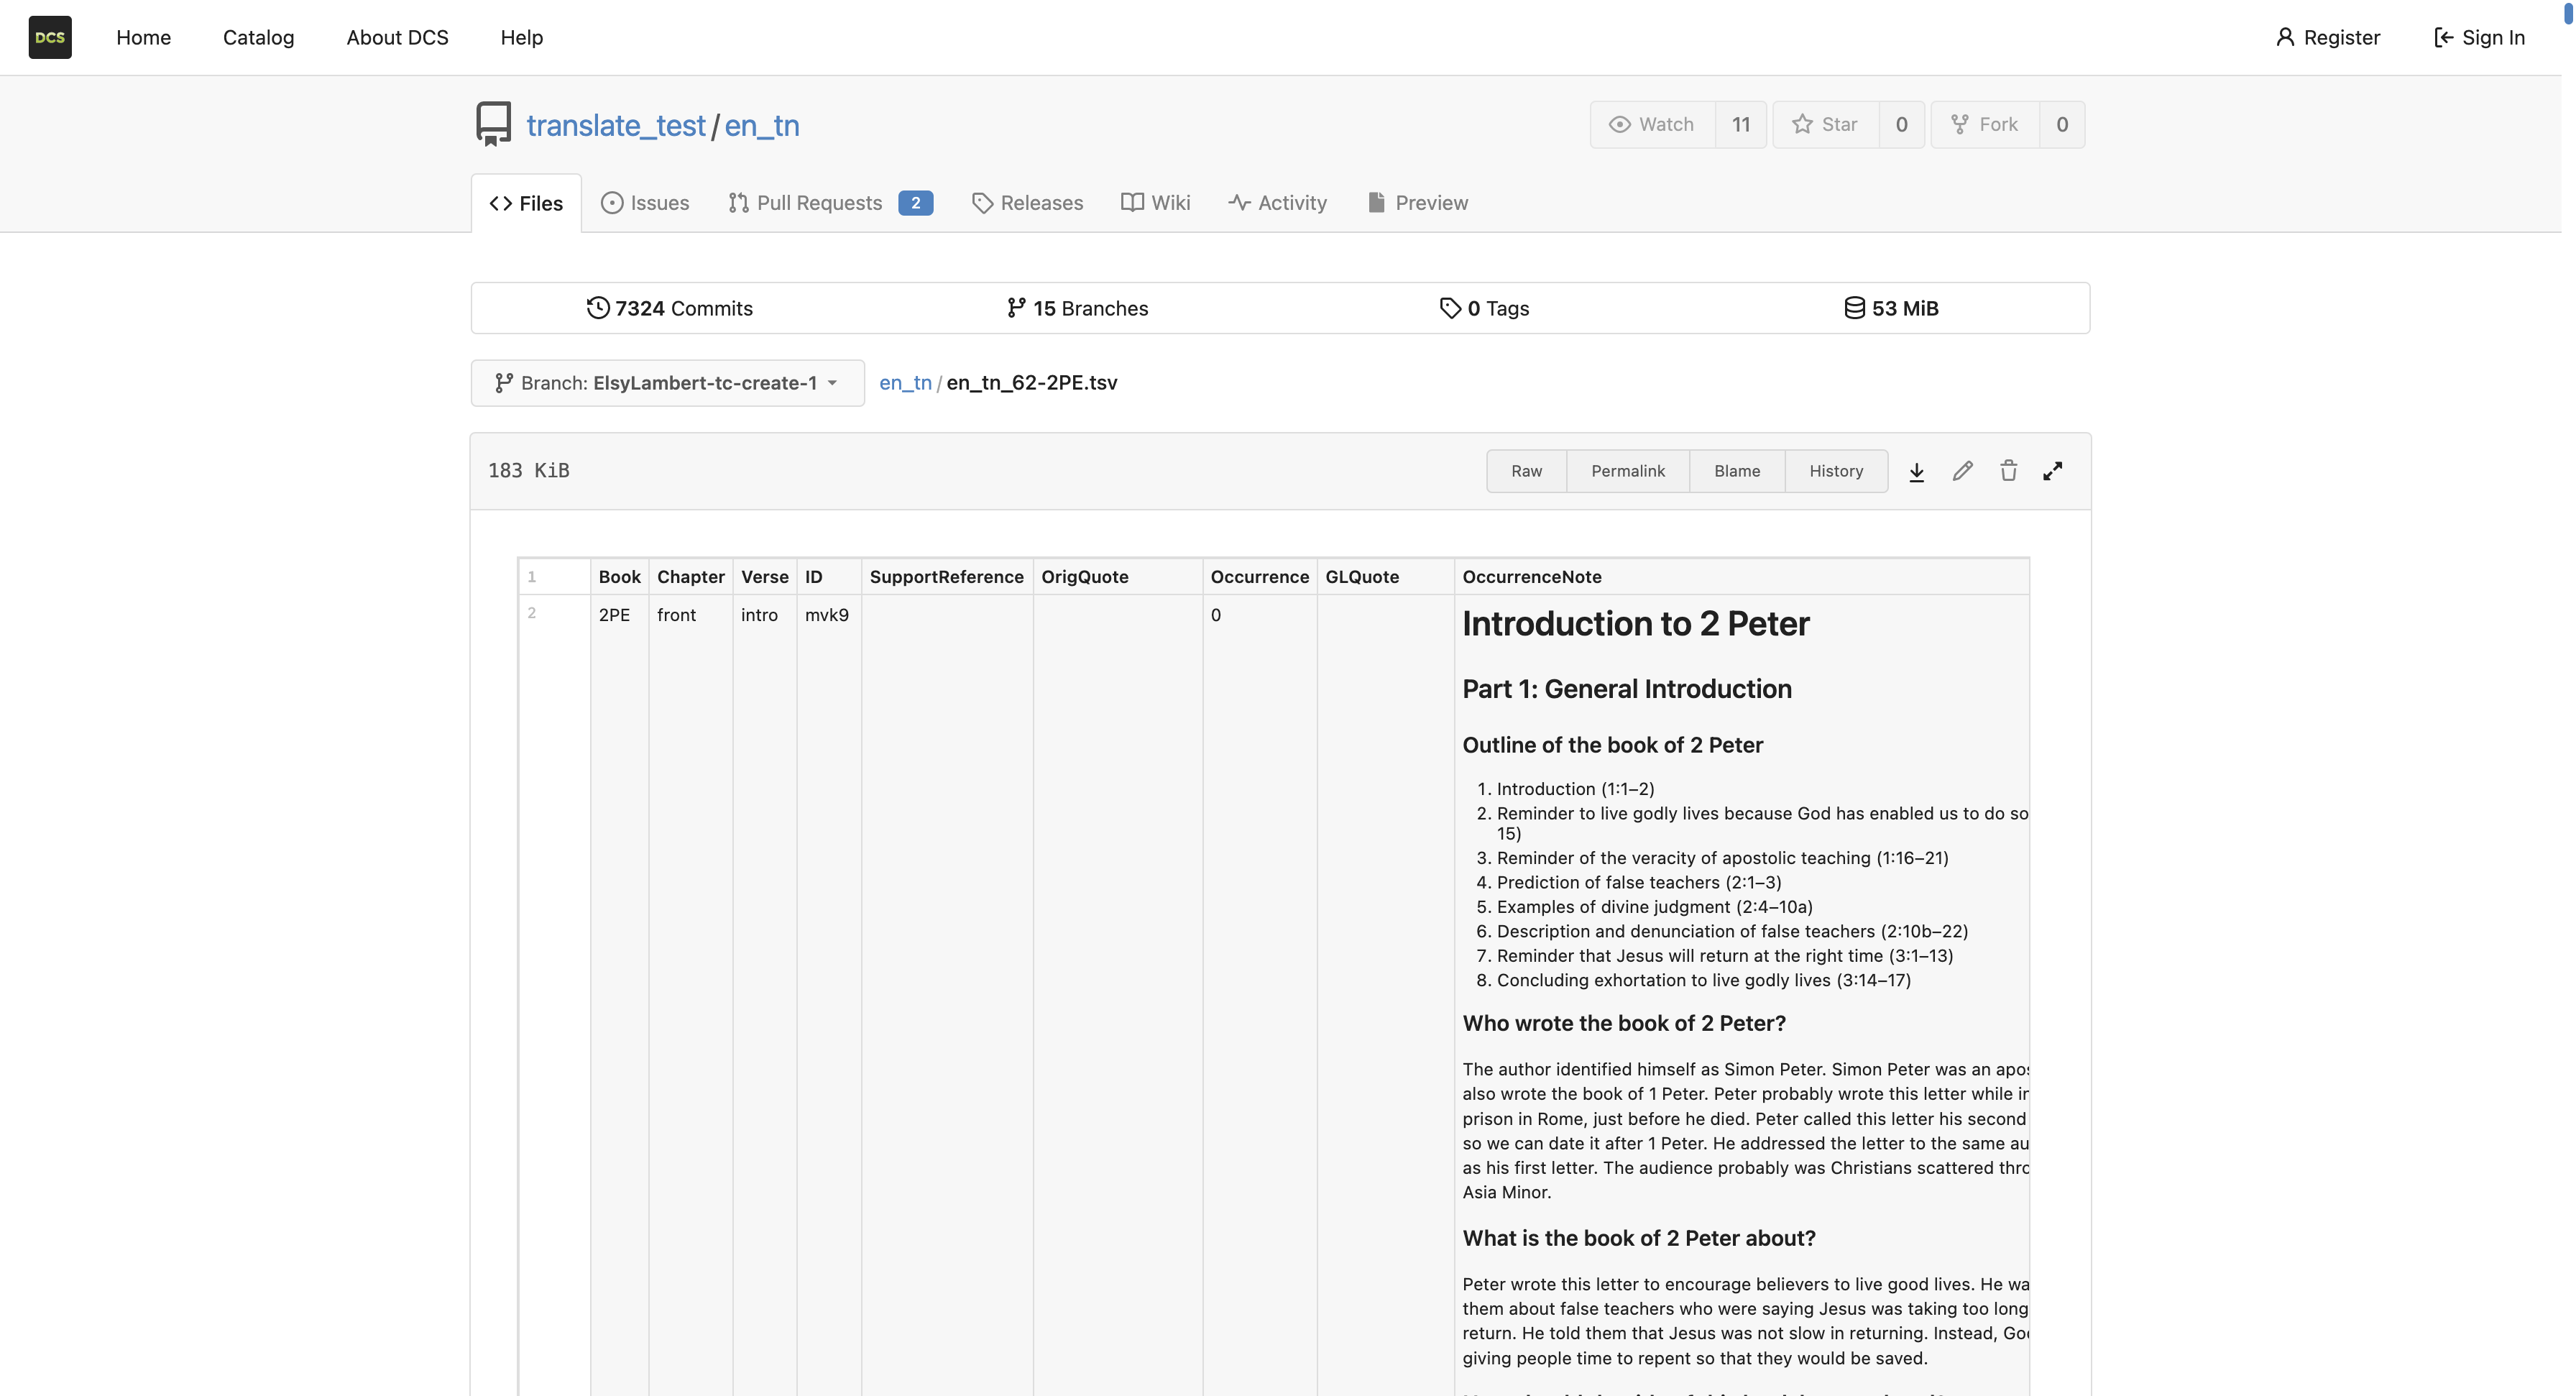 DCS Home Catalog About DCS Help Register Sign In
translate_test / en_tn Watch 11 Star 0 Fork 0
Files Issues Pull Requests 2 Releases Wiki Activity Preview
7324 Commits 15 Branches 0 Tags 53 MiB
Branch: ElsyLambert-tc-create-1 en_tn / en_tn_62-2PE.tsv
183 KiB Raw Permalink Blame History
1 Book Chapter Verse ID SupportReference OrigQuote Occurrence GLQuote OccurrenceNote
2 2PE front intro mvk9 0 Introduction to 2 Peter
Part 1: General Introduction
Outline of the book of 2 Peter
1. Introduction (1:1–2)
2. Reminder to live godly lives because God has enabled us to do so
15)
3. Reminder of the veracity of apostolic teaching (1:16–21)
4. Prediction of false teachers (2:1–3)
5. Examples of divine judgment (2:4–10a)
6. Description and denunciation of false teachers (2:10b–22)
7. Reminder that Jesus will return at the right time (3:1–13)
8. Concluding exhortation to live godly lives (3:14–17)
Who wrote the book of 2 Peter?
The author identified himself as Simon Peter. Simon Peter was an
also wrote the book of 1 Peter. Peter probably wrote this letter while
prison in Rome, just before he died. Peter called this letter his second
so we can date it after 1 Peter. He addressed the letter to the same
as his first letter. The audience probably was Christians scattered
Asia Minor.
What is the book of 2 Peter about?
Peter wrote this letter to encourage believers to live good lives. He
them about false teachers who were saying Jesus was taking too long
return. He told them that Jesus was not slow in returning. Instead,
giving people time to repent so that they would be saved.